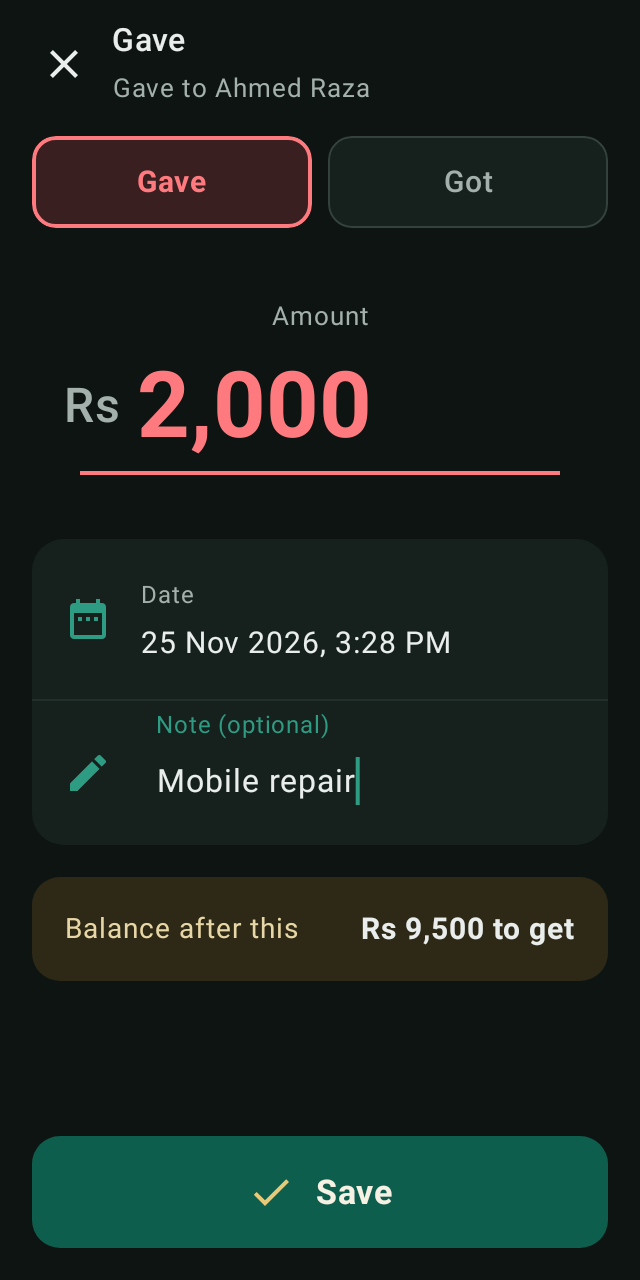 Gave
Gave to Ahmed Raza
Gave
Got
Amount
Rs 2,000
Date
25 Nov 2026, 3:28 PM
Note (optional)
Mobile repair
Balance after this Rs 9,500 to get
Save